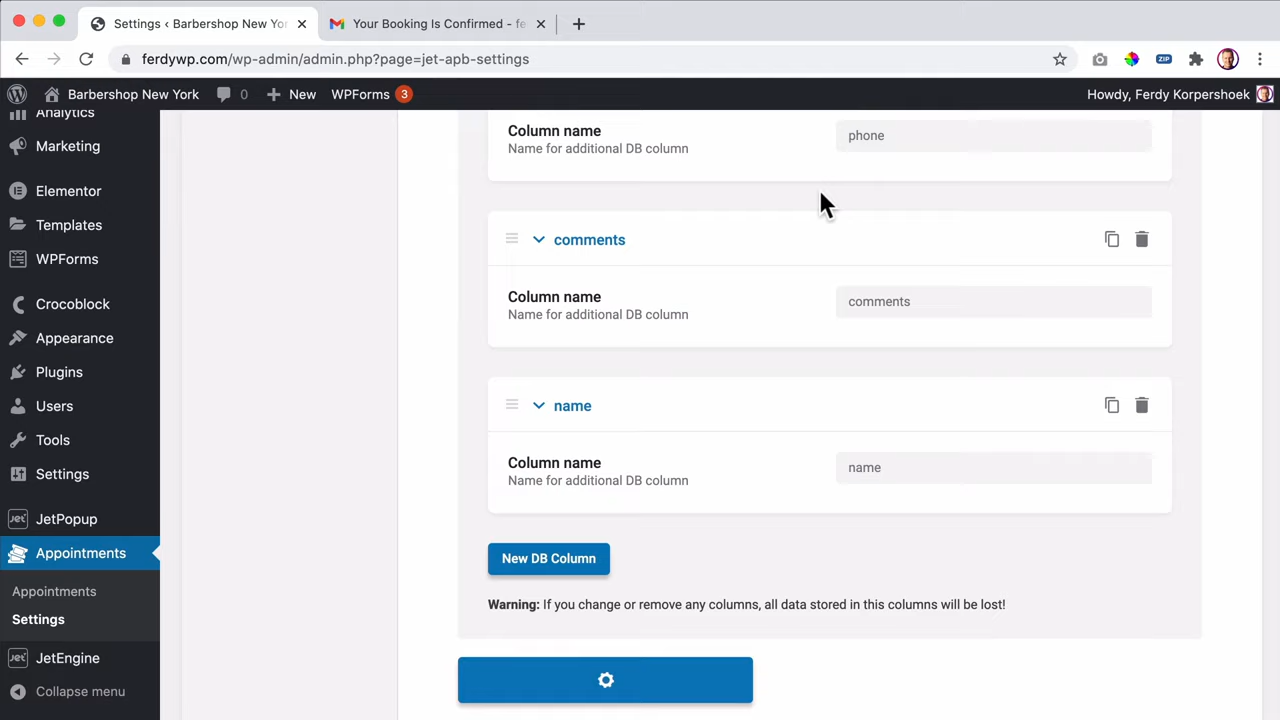 Settings ‹ Barbershop New Yo
Your Booking Is Confirmed - fe
ferdywp.com/wp-admin/admin.php?page=jet-apb-settings
ZIP
Barbershop New York
0
New
WPForms 3
Howdy, Ferdy Korpershoek
Analytics
Marketing
Elementor
Templates
WPForms
Crocoblock
Appearance
Plugins
Users
Tools
Settings
JetPopup
Appointments
Appointments
Settings
JetEngine
Collapse menu
Column name
Name for additional DB column
phone
comments
Column name
Name for additional DB column
comments
name
Column name
Name for additional DB column
name
New DB Column
Warning: If you change or remove any columns, all data stored in this columns will be lost!